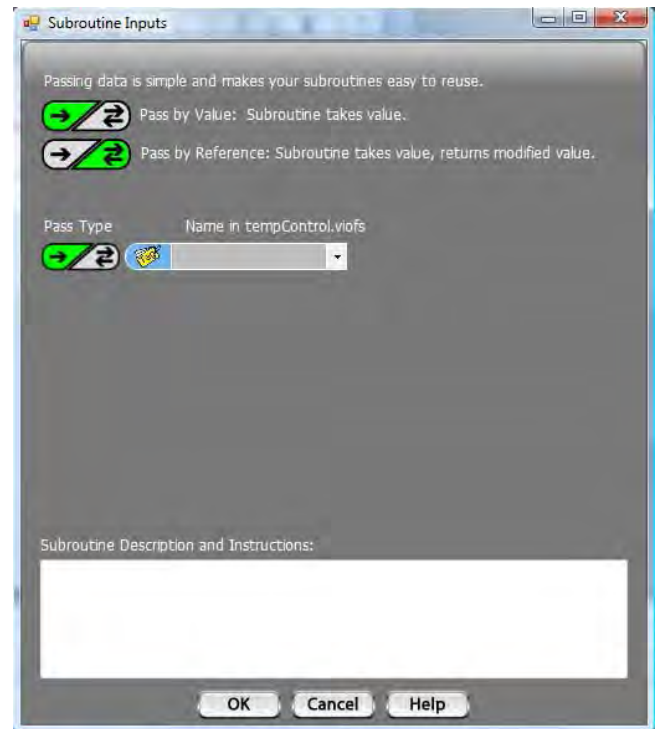 Subroutine Inputs
Passing data is simple and makes your subroutines easy to reuse.
Pass by Value: Subroutine takes value.
Pass by Reference: Subroutine takes value, returns modified value.
Pass Type Name in tempControl.viofs
Subroutine Description and Instructions:
OK Cancel Help